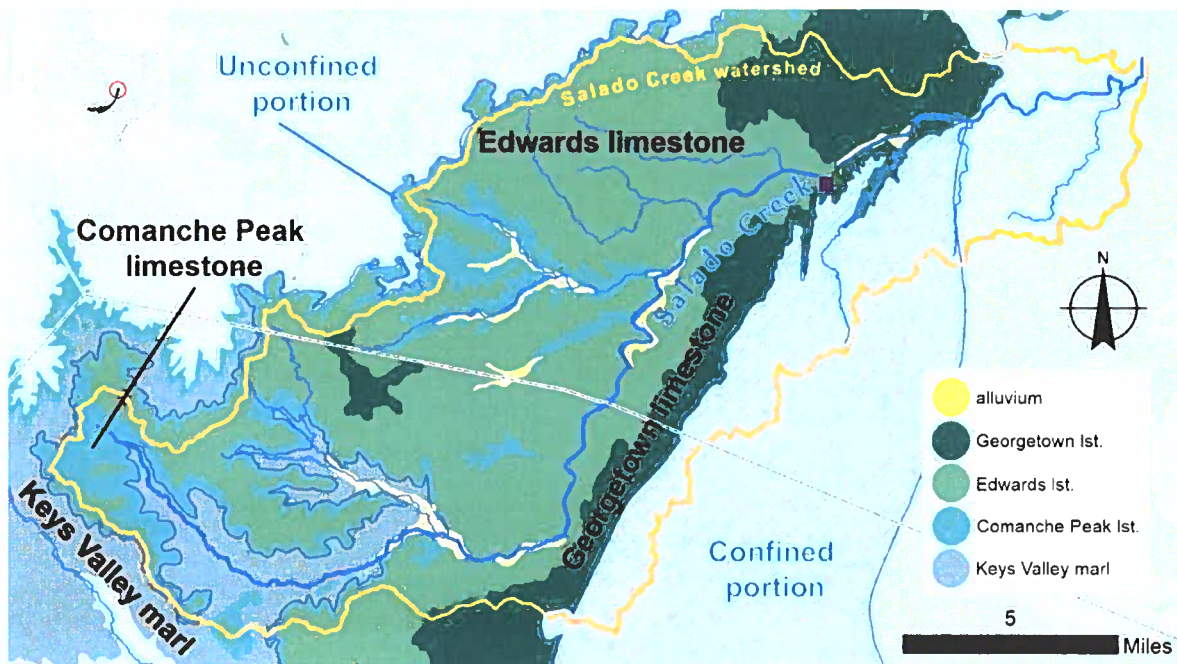 Unconfined
portion
Salado Creek watershed
Edwards limestone
Comanche Peak
limestone
Salado Creek
Georgetown limestone
Keys Valley marl
N
alluvium
Georgetown lst.
Edwards lst.
Comanche Peak lst.
Keys Valley marl
Confined
portion
5
Miles